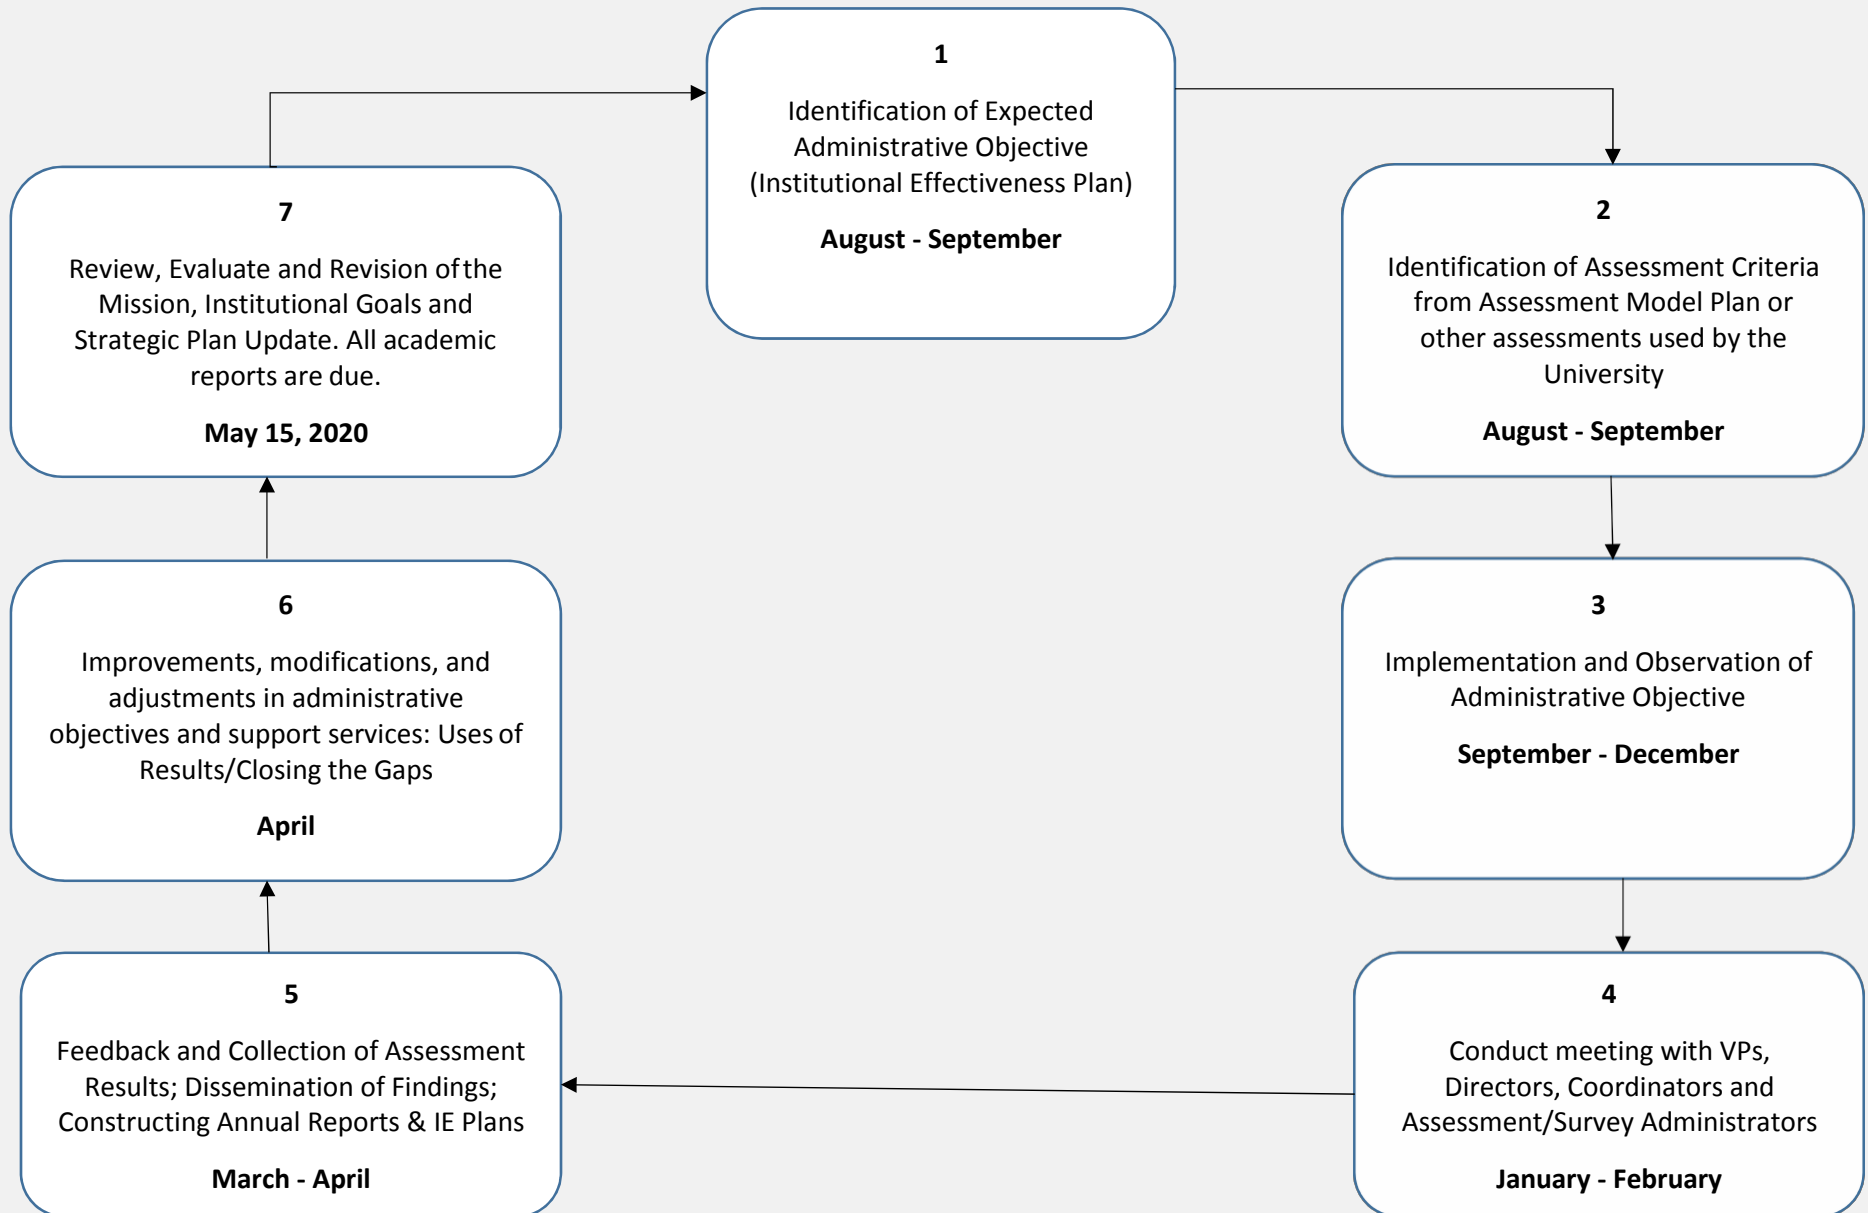 1
Identification of Expected
Administrative Objective
(Institutional Effectiveness Plan)
August - September
2
Identification of Assessment Criteria
from Assessment Model Plan or
other assessments used by the
University
August - September
3
Implementation and Observation of
Administrative Objective
September - December
4
Conduct meeting with VPs,
Directors, Coordinators and
Assessment/Survey Administrators
January - February
5
Feedback and Collection of Assessment
Results; Dissemination of Findings;
Constructing Annual Reports & IE Plans
March - April
6
Improvements, modifications, and
adjustments in administrative
objectives and support services: Uses of
Results/Closing the Gaps
April
7
Review, Evaluate and Revision of the
Mission, Institutional Goals and
Strategic Plan Update. All academic
reports are due.
May 15, 2020